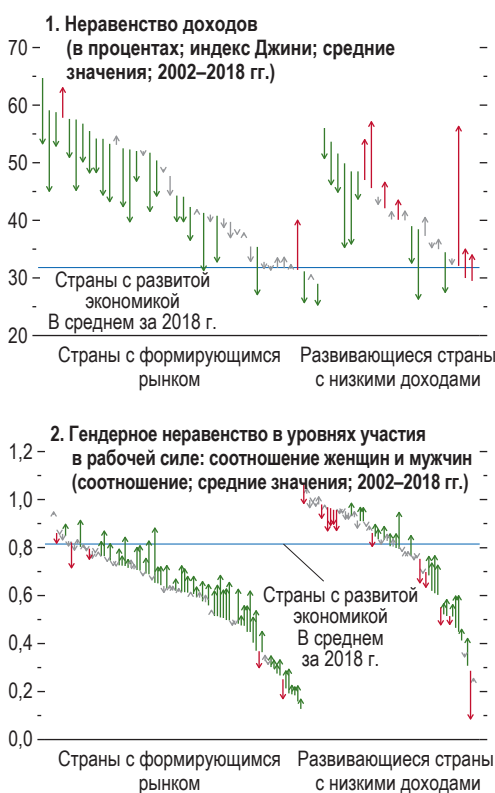 1. Неравенство доходов
(в процентах; индекс Джини; средние
значения; 2002–2018 гг.)
70
60
50
40
30
20
Страны с развитой
экономикой
В среднем за 2018 г.
Страны с формирующимся
рынком
Развивающиеся страны
с низкими доходами
2. Гендерное неравенство в уровнях участия
в рабочей силе: соотношение женщин и мужчин
(соотношение; средние значения; 2002–2018 гг.)
1,2
1,0
0,8
0,6
0,4
0,2
0,0
Страны с развитой
экономикой
В среднем
за 2018 г.
Страны с формирующимся
рынком
Развивающиеся страны
с низкими доходами